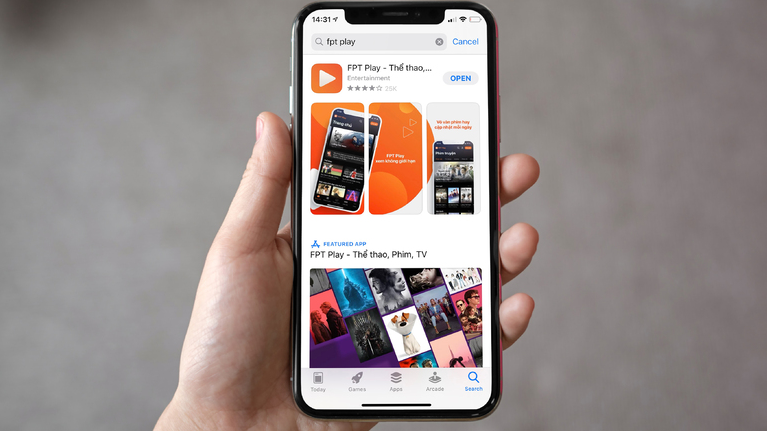 14:31
fpt play
Cancel
FPT Play - Thể thao,...
Entertainment
OPEN
25K
Trang chủ
FPT Play
xem không giới hạn
Vô vàn phim hay
cập nhật mỗi ngày
Phim truyện
FEATURED APP
FPT Play - Thể thao, Phim, TV
Today
Games
Apps
Arcade
Search